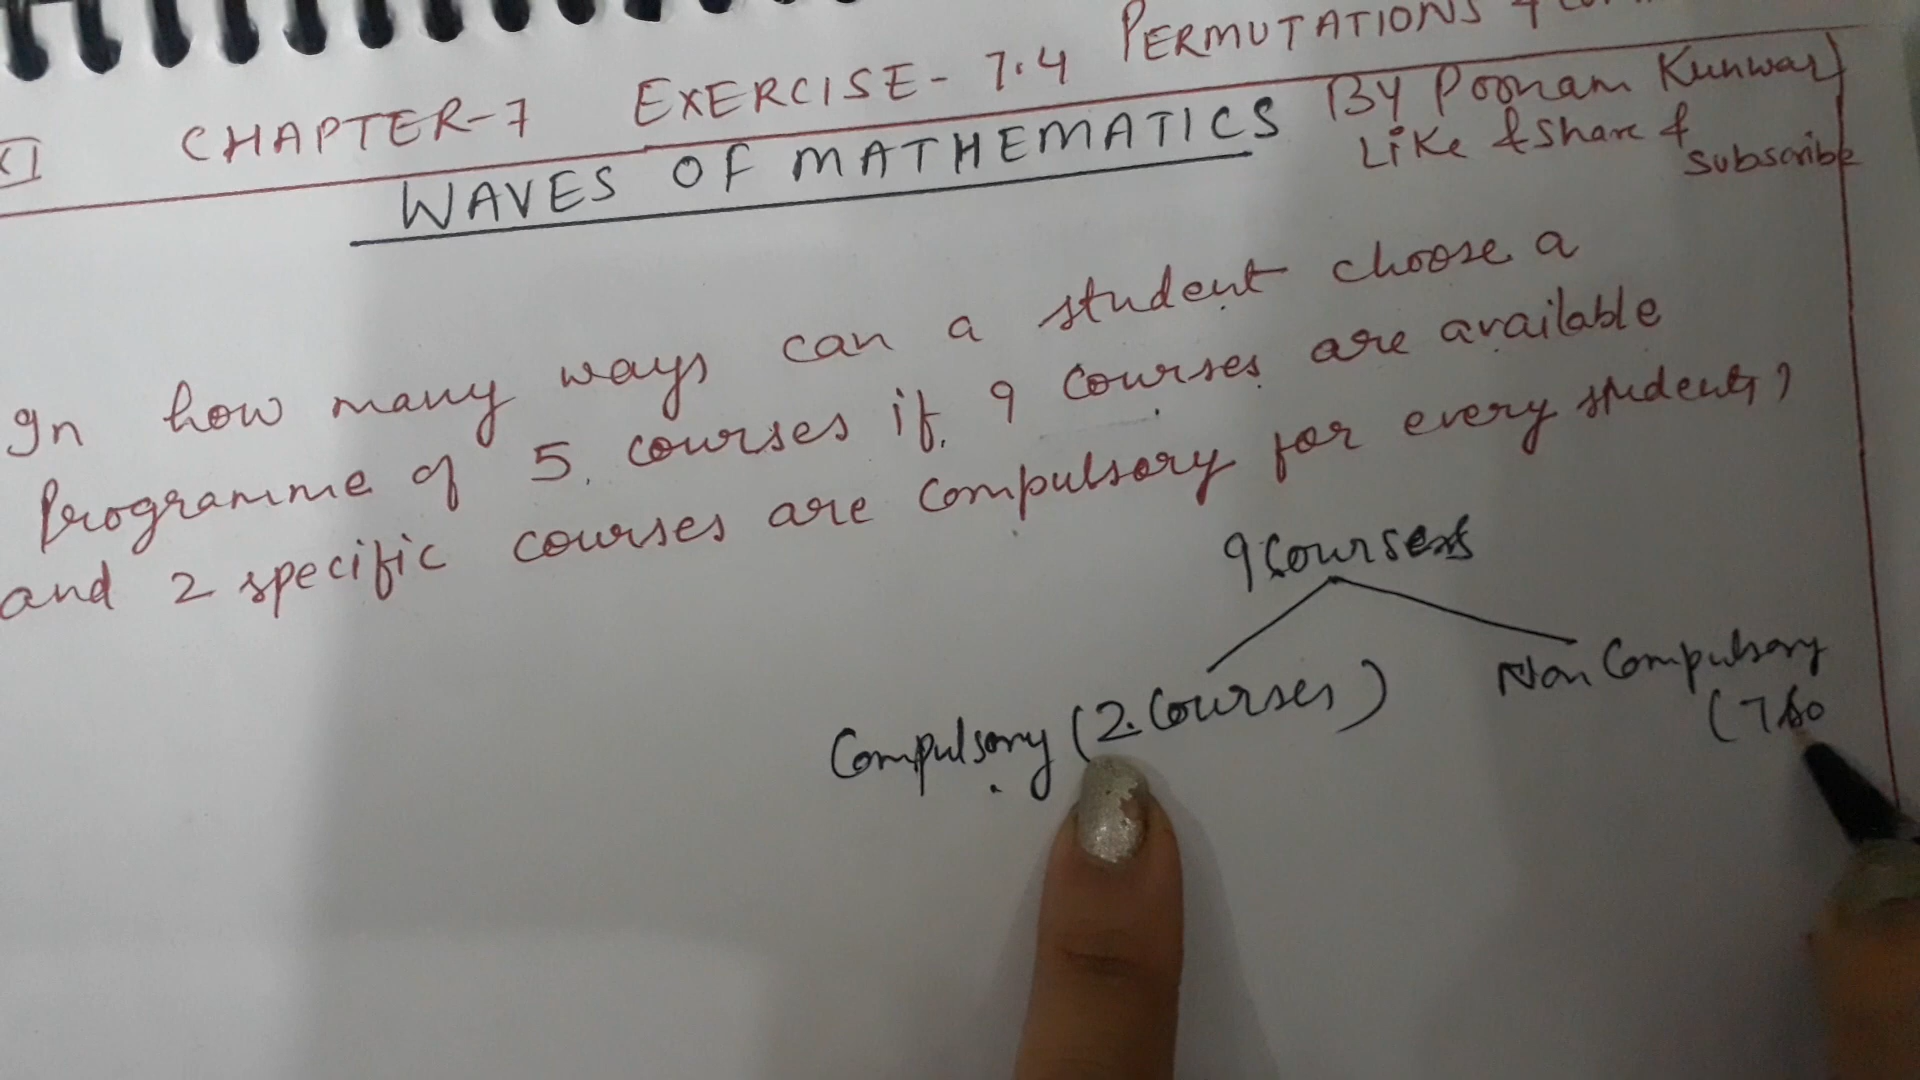 XI CHAPTER-7 EXERCISE- 7.4 PERMUTATIONS &
WAVES OF MATHEMATICS By Poonam Kunwar
Like & Share & Subscribe
In how many ways can a student choose a
Programme of 5 courses if 9 courses are available
and 2 specific courses are compulsory for every student?
9 Courses
Compulsory (2 Courses) Non Compulsory
(7